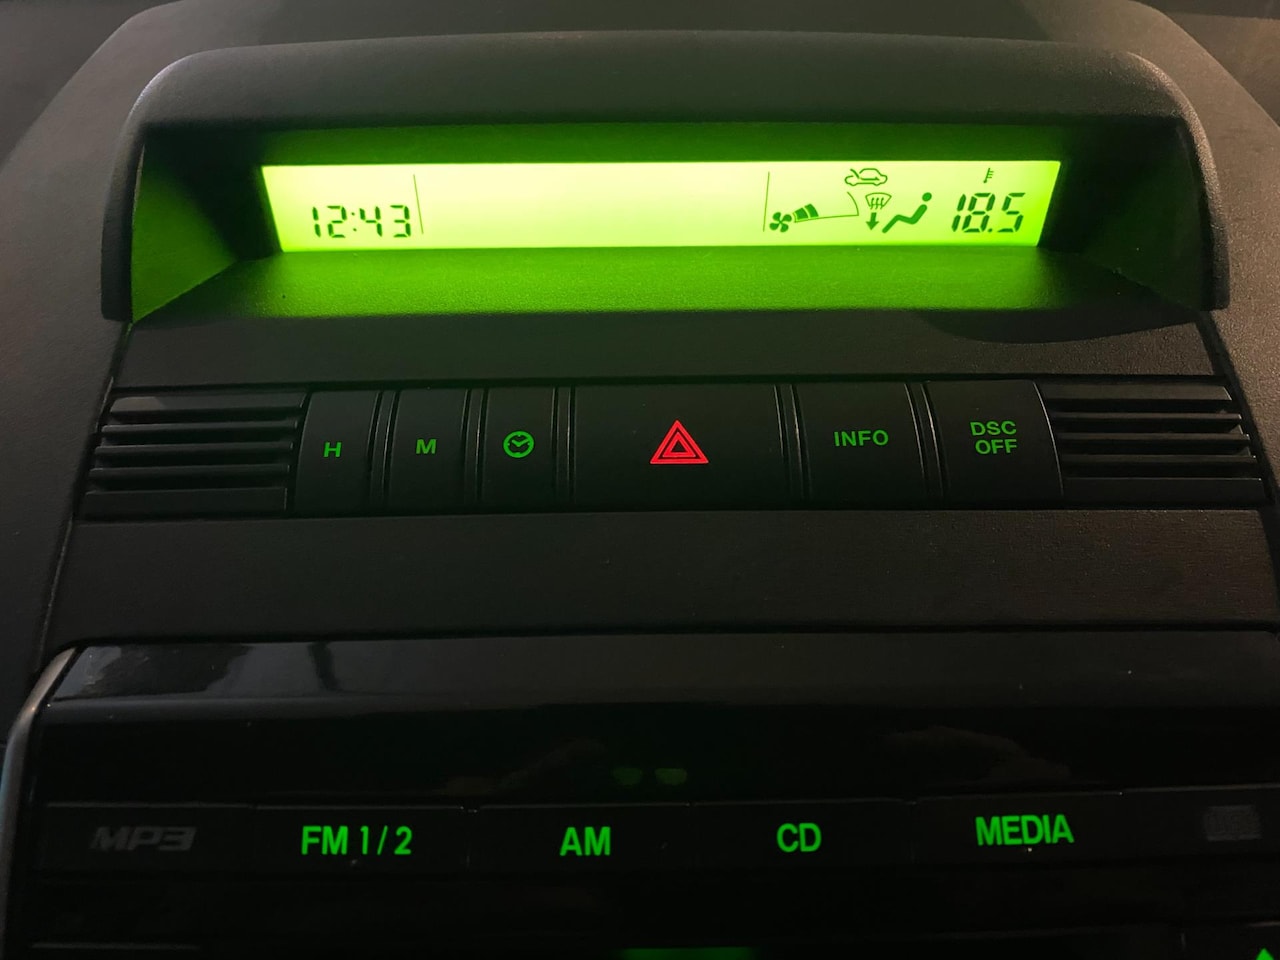 12:43
18.5
H M INFO DSC
OFF
MP3 FM 1/2 AM CD MEDIA